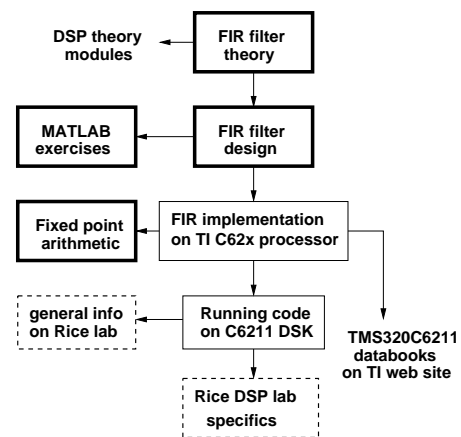 DSP theory
modules
FIR filter
theory
MATLAB
exercises
FIR filter
design
Fixed point
arithmetic
FIR implementation
on TI C62x processor
general info
on Rice lab
Running code
on C6211 DSK
TMS320C6211
databooks
on TI web site
Rice DSP lab
specifics